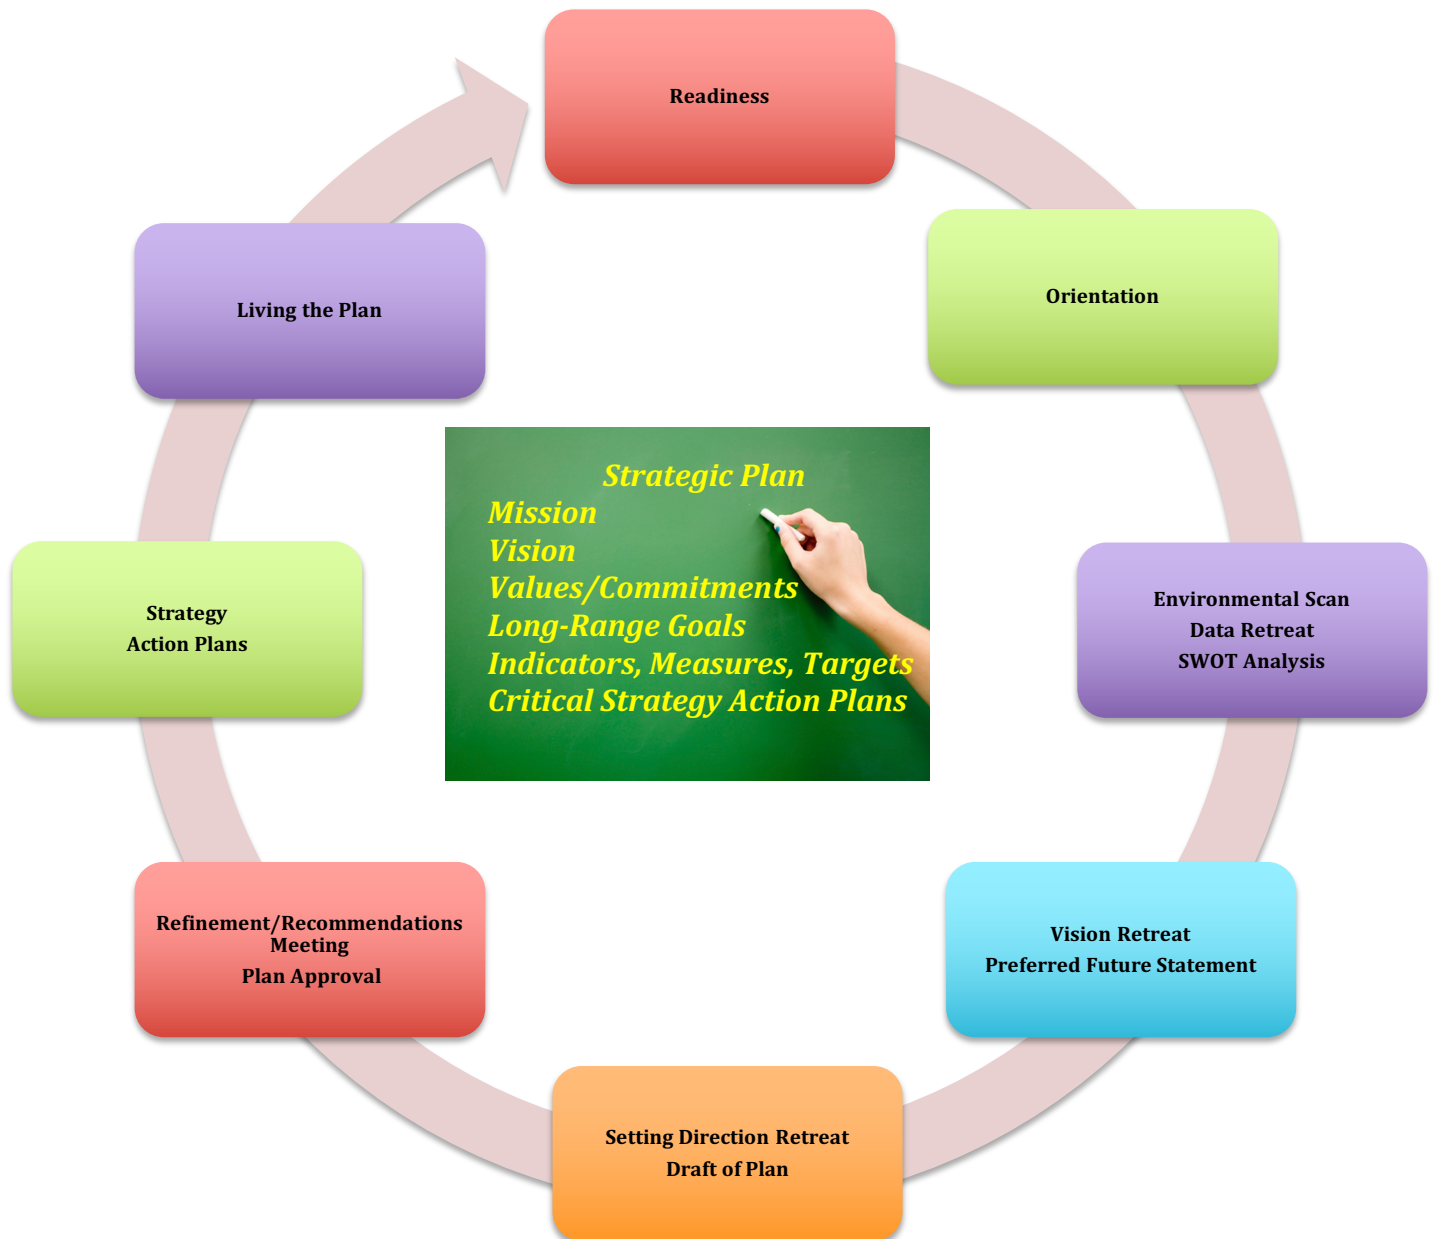 Readiness
Orientation
Environmental Scan
Data Retreat
SWOT Analysis
Vision Retreat
Preferred Future Statement
Setting Direction Retreat
Draft of Plan
Refinement/Recommendations
Meeting
Plan Approval
Strategy
Action Plans
Living the Plan
Strategic Plan
Mission
Vision
Values/Commitments
Long-Range Goals
Indicators, Measures, Targets
Critical Strategy Action Plans